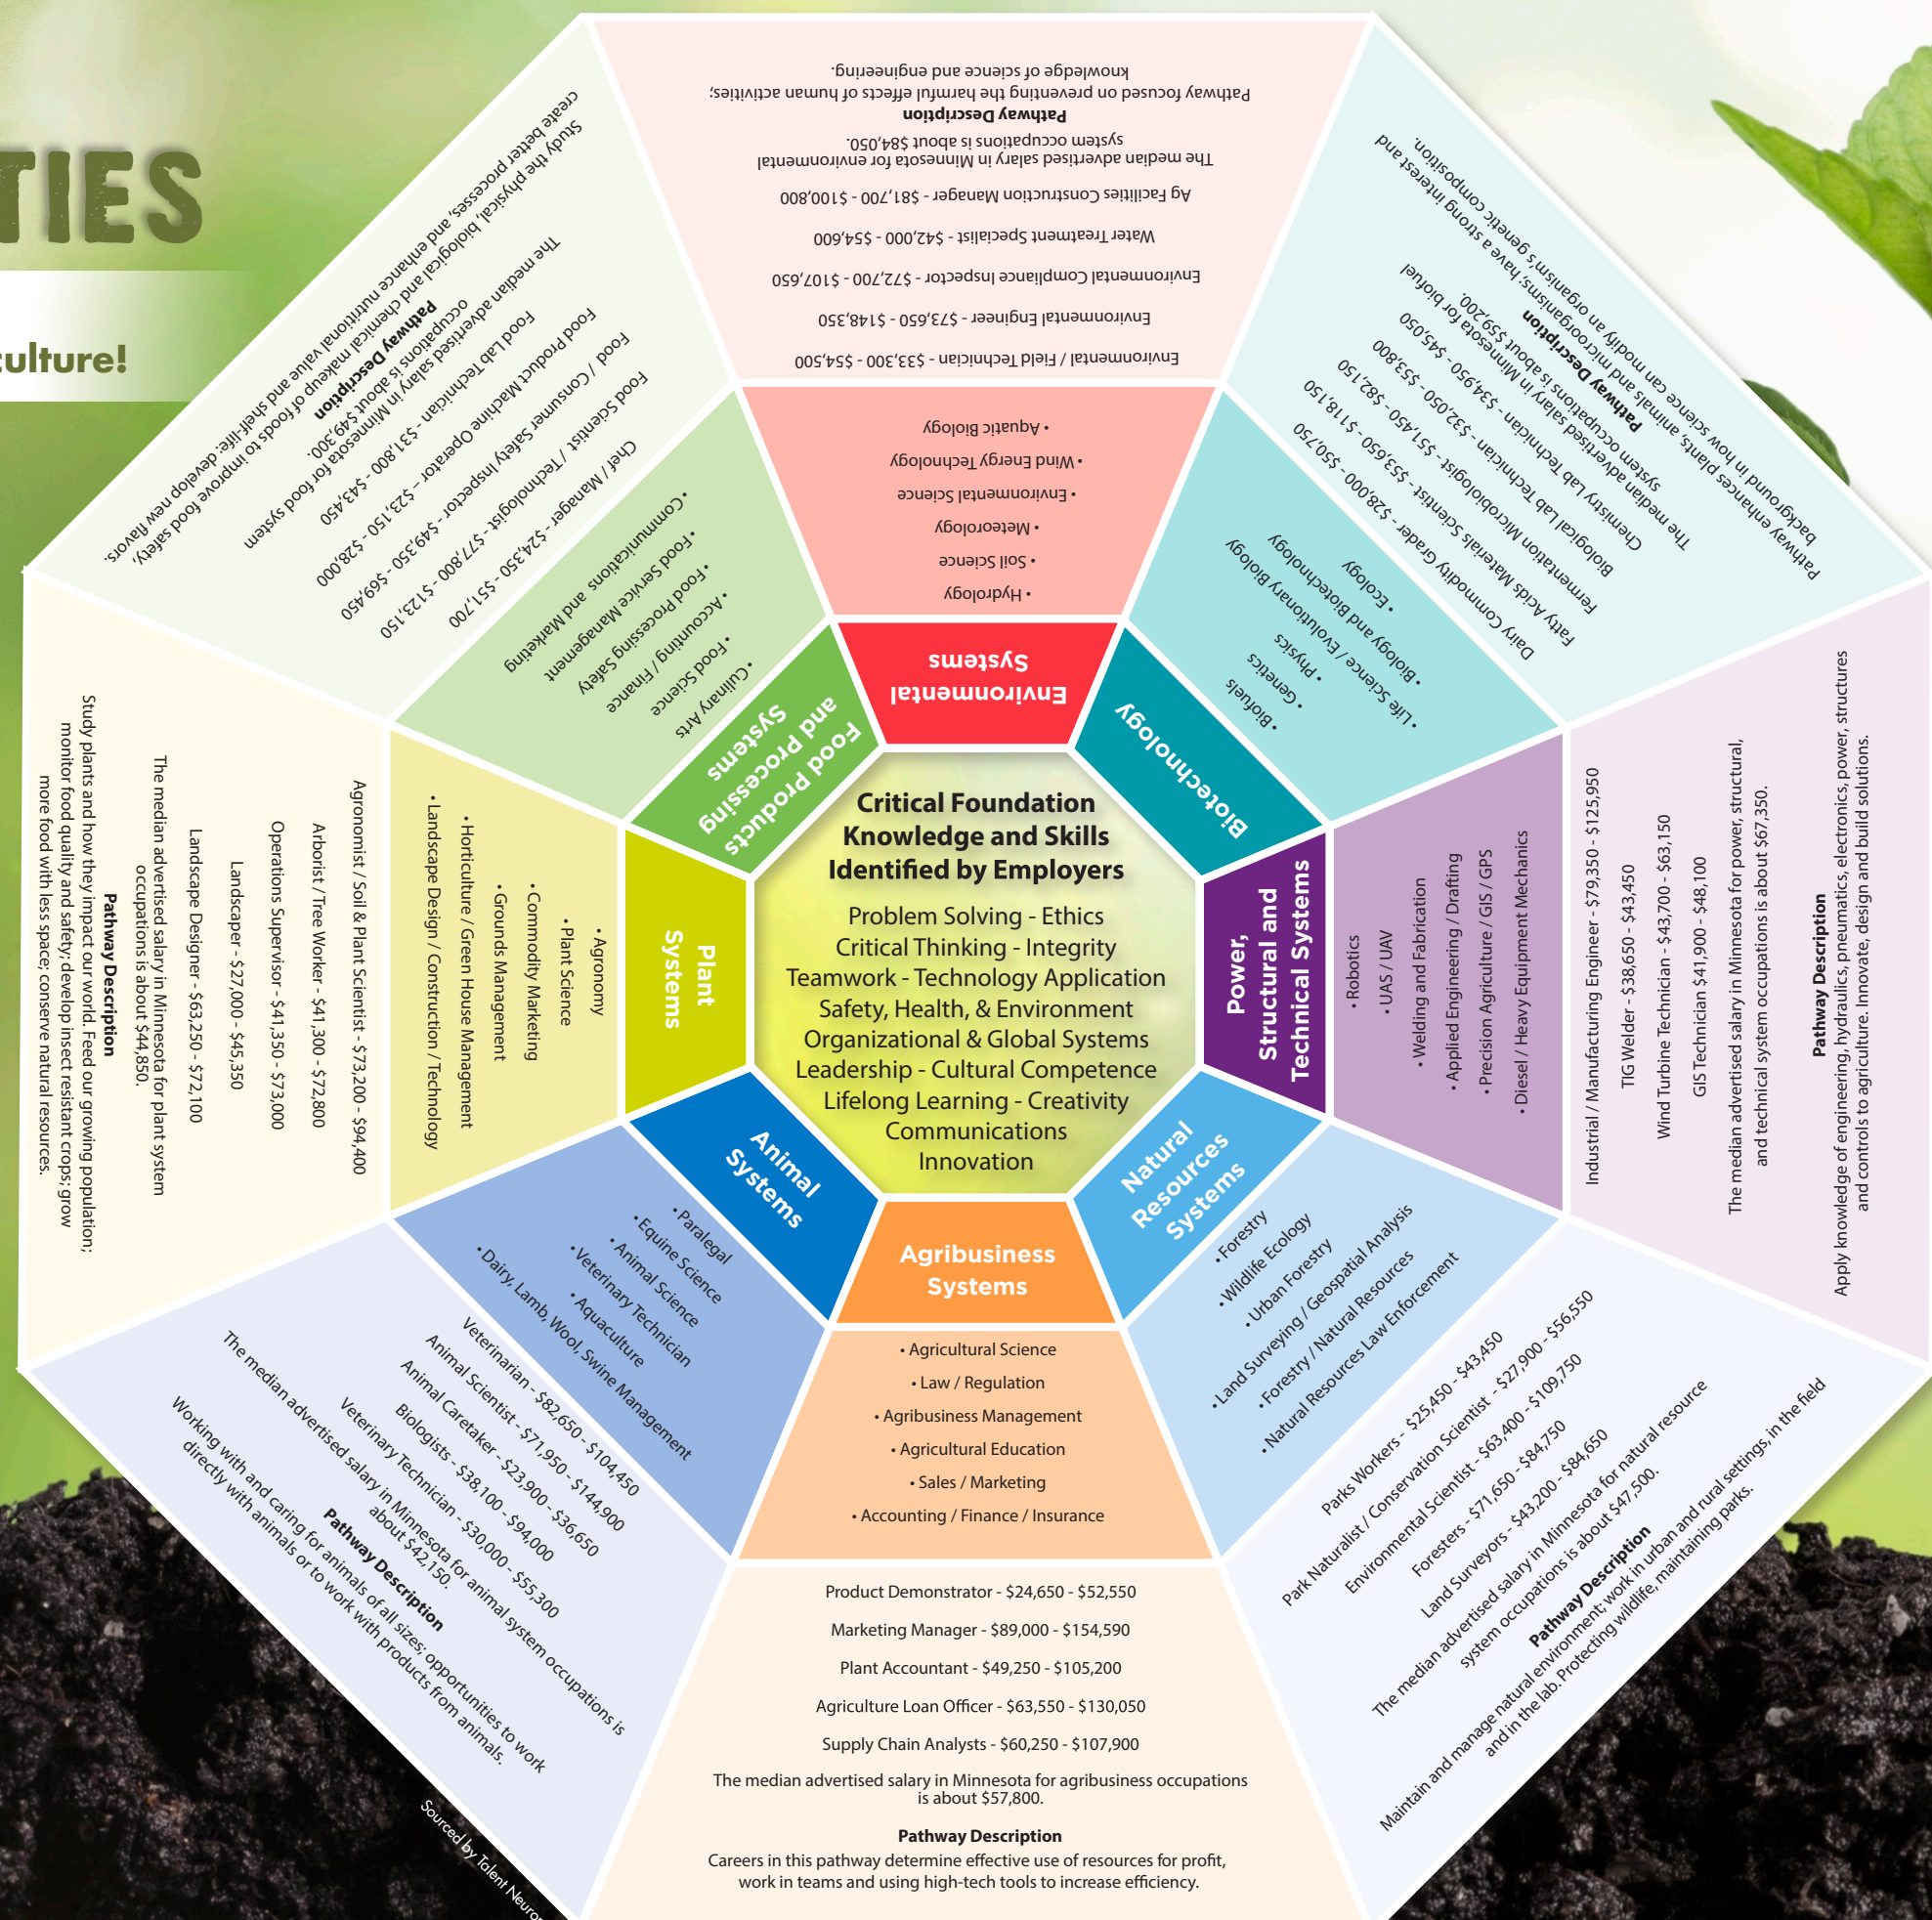 TIES
culture!
Critical Foundation
Knowledge and Skills
Identified by Employers
Problem Solving - Ethics
Critical Thinking - Integrity
Teamwork - Technology Application
Safety, Health, & Environment
Organizational & Global Systems
Leadership - Cultural Competence
Lifelong Learning - Creativity
Communications
Innovation
Environmental
Systems
• Hydrology
• Soil Science
• Meteorology
• Environmental Science
• Wind Energy Technology
• Aquatic Biology
Environmental / Field Technician - $33,300 - $54,500
Environmental Engineer - $73,650 - $148,350
Environmental Compliance Inspector - $72,700 - $107,650
Water Treatment Specialist - $42,000 - $54,600
Ag Facilities Construction Manager - $81,700 - $100,800
The median advertised salary in Minnesota for environmental
system occupations is about $84,050.
Pathway Description
Pathway focused on preventing the harmful effects of human activities;
knowledge of science and engineering.
Biotechnology
• Biofuels
• Genetics
• Physics
• Life Science / Evolutionary Biology
• Biology and Biotechnology
• Ecology
Dairy Commodity Grader - $28,000 - $50,750
Fatty Acids Materials Scientist - $53,650 - $118,150
Fermentation Microbiologist - $51,450 - $82,150
Biological Lab Technician - $32,050 - $53,800
Chemistry Lab Technician - $34,950 - $45,050
The median advertised salary in Minnesota for biofuel
system occupations is about $59,200.
Pathway Description
Pathway enhances plants, animals and microorganisms; have a strong interest and
background in how science can modify an organism's genetic composition.
Power,
Structural and
Technical Systems
• Robotics
• UAS / UAV
• Welding and Fabrication
• Applied Engineering / Drafting
• Precision Agriculture / GIS / GPS
• Diesel / Heavy Equipment Mechanics
Industrial / Manufacturing Engineer - $79,350 - $125,950
TIG Welder - $38,650 - $43,450
Wind Turbine Technician - $43,700 - $63,150
GIS Technician $41,900 - $48,100
The median advertised salary in Minnesota for power, structural,
and technical system occupations is about $67,350.
Pathway Description
Apply knowledge of engineering, hydraulics, pneumatics, electronics, power, structures
and controls to agriculture. Innovate, design and build solutions.
Natural
Resources
Systems
• Forestry
• Wildlife Ecology
• Urban Forestry
• Land Surveying / Geospatial Analysis
• Forestry / Natural Resources
• Natural Resources Law Enforcement
Parks Workers - $25,450 - $43,450
Park Naturalist / Conservation Scientist - $27,900 - $56,550
Environmental Scientist - $63,400 - $109,750
Foresters - $71,650 - $84,750
Land Surveyors - $43,200 - $84,650
The median advertised salary in Minnesota for natural resource
system occupations is about $47,500.
Pathway Description
Maintain and manage natural environment; work in urban and rural settings, in the field
and in the lab. Protecting wildlife, maintaining parks.
Agribusiness
Systems
• Agricultural Science
• Law / Regulation
• Agribusiness Management
• Agricultural Education
• Sales / Marketing
• Accounting / Finance / Insurance
Product Demonstrator - $24,650 - $52,550
Marketing Manager - $89,000 - $154,590
Plant Accountant - $49,250 - $105,200
Agriculture Loan Officer - $63,550 - $130,050
Supply Chain Analysts - $60,250 - $107,900
The median advertised salary in Minnesota for agribusiness occupations
is about $57,800.
Pathway Description
Careers in this pathway determine effective use of resources for profit,
work in teams and using high-tech tools to increase efficiency.
Animal
Systems
• Paralegal
• Equine Science
• Animal Science
• Veterinary Technician
• Aquaculture
• Dairy, Lamb, Wool, Swine Management
Veterinarian - $82,650 - $104,450
Animal Scientist - $71,950 - $144,900
Animal Caretaker - $23,900 - $36,650
Biologists - $38,100 - $94,000
Veterinary Technician - $30,000 - $55,300
The median advertised salary in Minnesota for animal system occupations is
about $42,150.
Pathway Description
Working with and caring for animals of all sizes; opportunities to work
directly with animals or to work with products from animals.
Plant
Systems
• Agronomy
• Plant Science
• Commodity Marketing
• Grounds Management
• Horticulture / Green House Management
• Landscape Design / Construction / Technology
Agronomist / Soil & Plant Scientist - $73,200 - $94,400
Arborist / Tree Worker - $41,300 - $72,800
Operations Supervisor - $41,350 - $73,000
Landscaper - $27,000 - $45,350
Landscape Designer - $63,250 - $72,100
The median advertised salary in Minnesota for plant system
occupations is about $44,850.
Pathway Description
Study plants and how they impact our world. Feed our growing population;
monitor food quality and safety; develop insect resistant crops; grow
more food with less space; conserve natural resources.
Food Products
and Processing
Systems
• Culinary Arts
• Food Science
• Accounting / Finance
• Food Processing Safety
• Food Service Management
• Communications and Marketing
Chef / Manager - $24,350 - $51,700
Food Scientist / Technologist - $77,800 - $123,150
Food / Consumer Safety Inspector - $49,350 - $69,450
Food Product Machine Operator – $23,150 - $28,000
Food Lab Technician - $31,800 - $43,450
The median advertised salary in Minnesota for food system
occupations is about $49,300.
Pathway Description
Study the physical, biological and chemical makeup of foods to improve food safety,
create better processes, and enhance nutritional value and shelf-life: develop new flavors.
Sourced by Talent Neuron